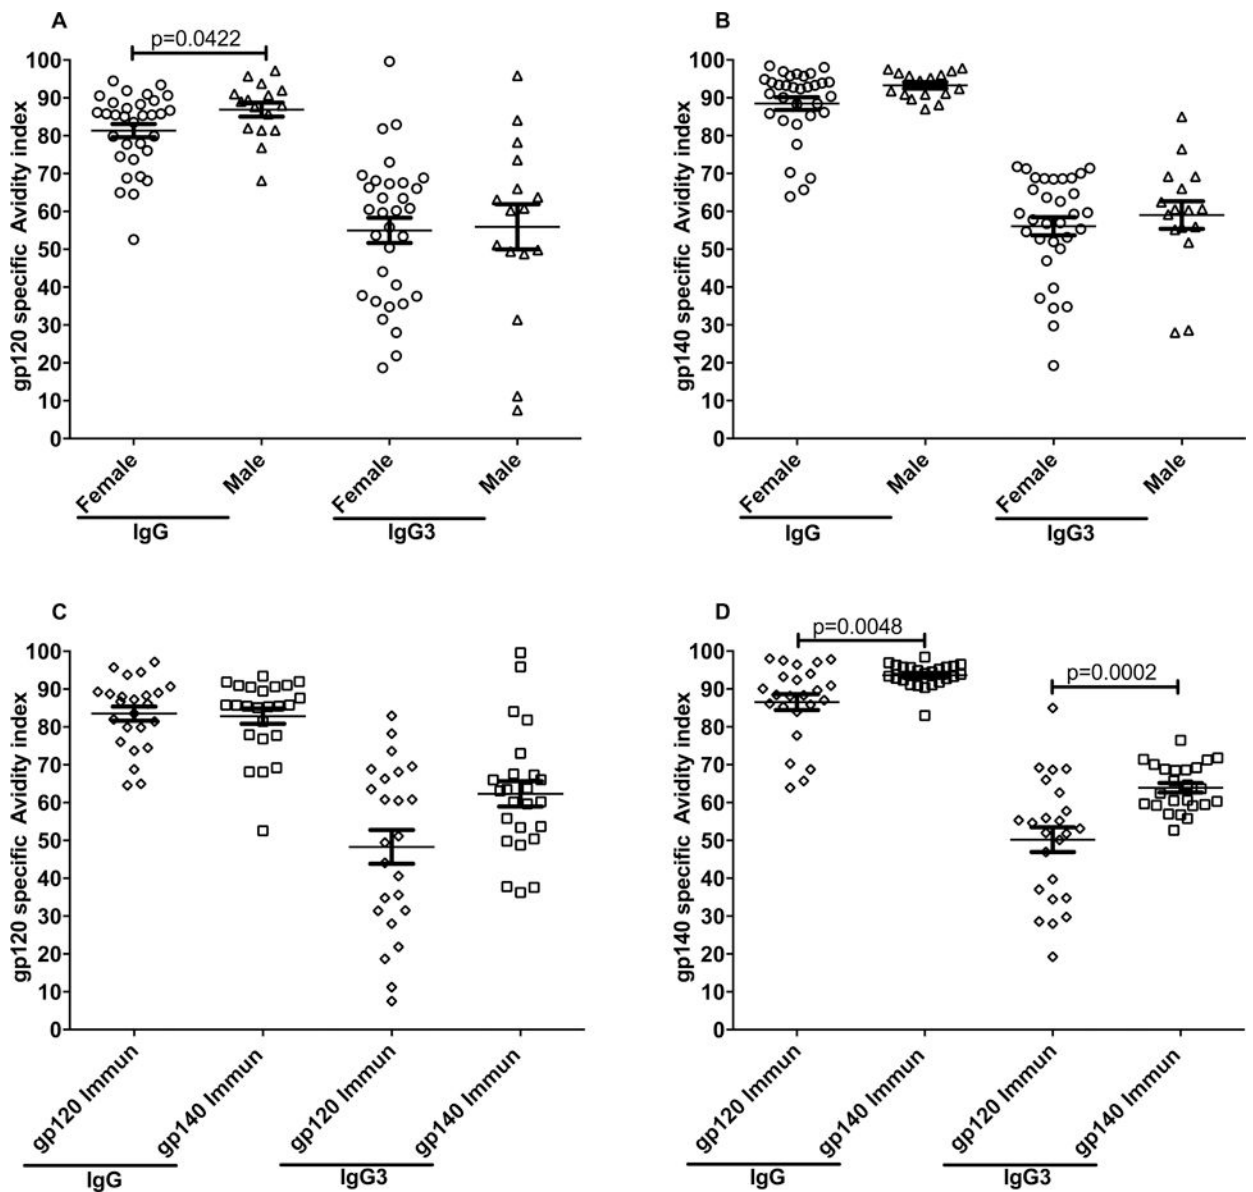 A
p=0.0422
gp120 specific Avidity index
100
90
80
70
60
50
40
30
20
10
0
Female
Male
Female
Male
IgG
IgG3
B
gp140 specific Avidity index
100
90
80
70
60
50
40
30
20
10
0
Female
Male
Female
Male
IgG
IgG3
C
gp120 specific Avidity index
100
90
80
70
60
50
40
30
20
10
0
gp120 Immun
gp140 Immun
gp120 Immun
gp140 Immun
IgG
IgG3
D
p=0.0048
p=0.0002
gp140 specific Avidity index
100
90
80
70
60
50
40
30
20
10
0
gp120 Immun
gp140 Immun
gp120 Immun
gp140 Immun
IgG
IgG3